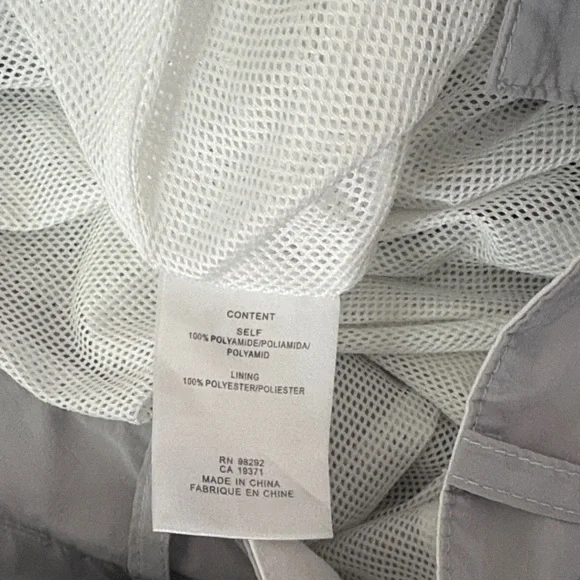 CONTENT
SELF
100% POLYAMIDE/POLIAMIDA/
POLYAMID
LINING
100% POLYESTER/POLIESTER
RN 98292
CA 19371
MADE IN CHINA
FABRIQUE EN CHINE